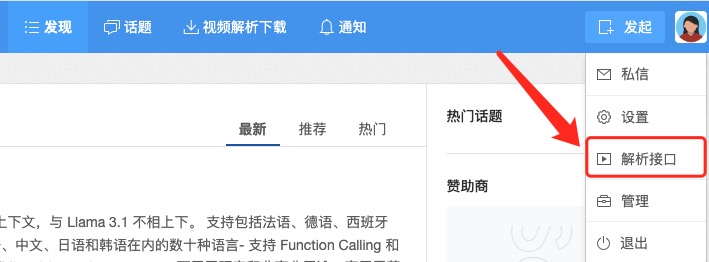 发现 话题 视频解析下载 通知 发起
私信
最新 推荐 热门
热门话题
设置
解析接口
赞助商
管理
上下文，与 Llama 3.1 不相上下。 支持包括法语、德语、西班牙
、中文、日语和韩语在内的数十种语言- 支持 Function Calling 和
退出